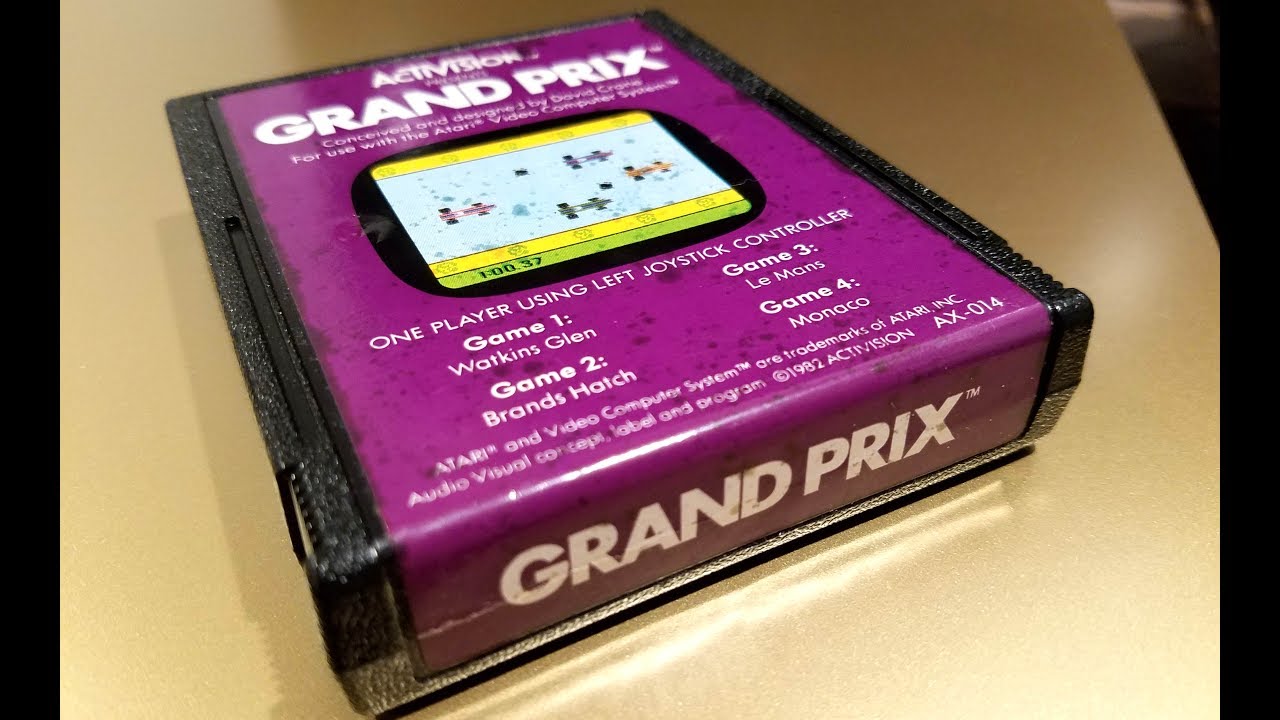 ACTIVISION
PRESENTS
GRAND PRIX™
Conceived and designed by David Crane
For use with the Atari® Video Computer System™
1:00.37
ONE PLAYER USING LEFT JOYSTICK CONTROLLER
Game 1:
Watkins Glen
Game 2:
Brands Hatch
Game 3:
Le Mans
Game 4:
Monaco
ATARI® and Video Computer System™ are trademarks of ATARI, INC.
Audio Visual concept, label and program ©1982 ACTIVISION AX-014
GRAND PRIX™